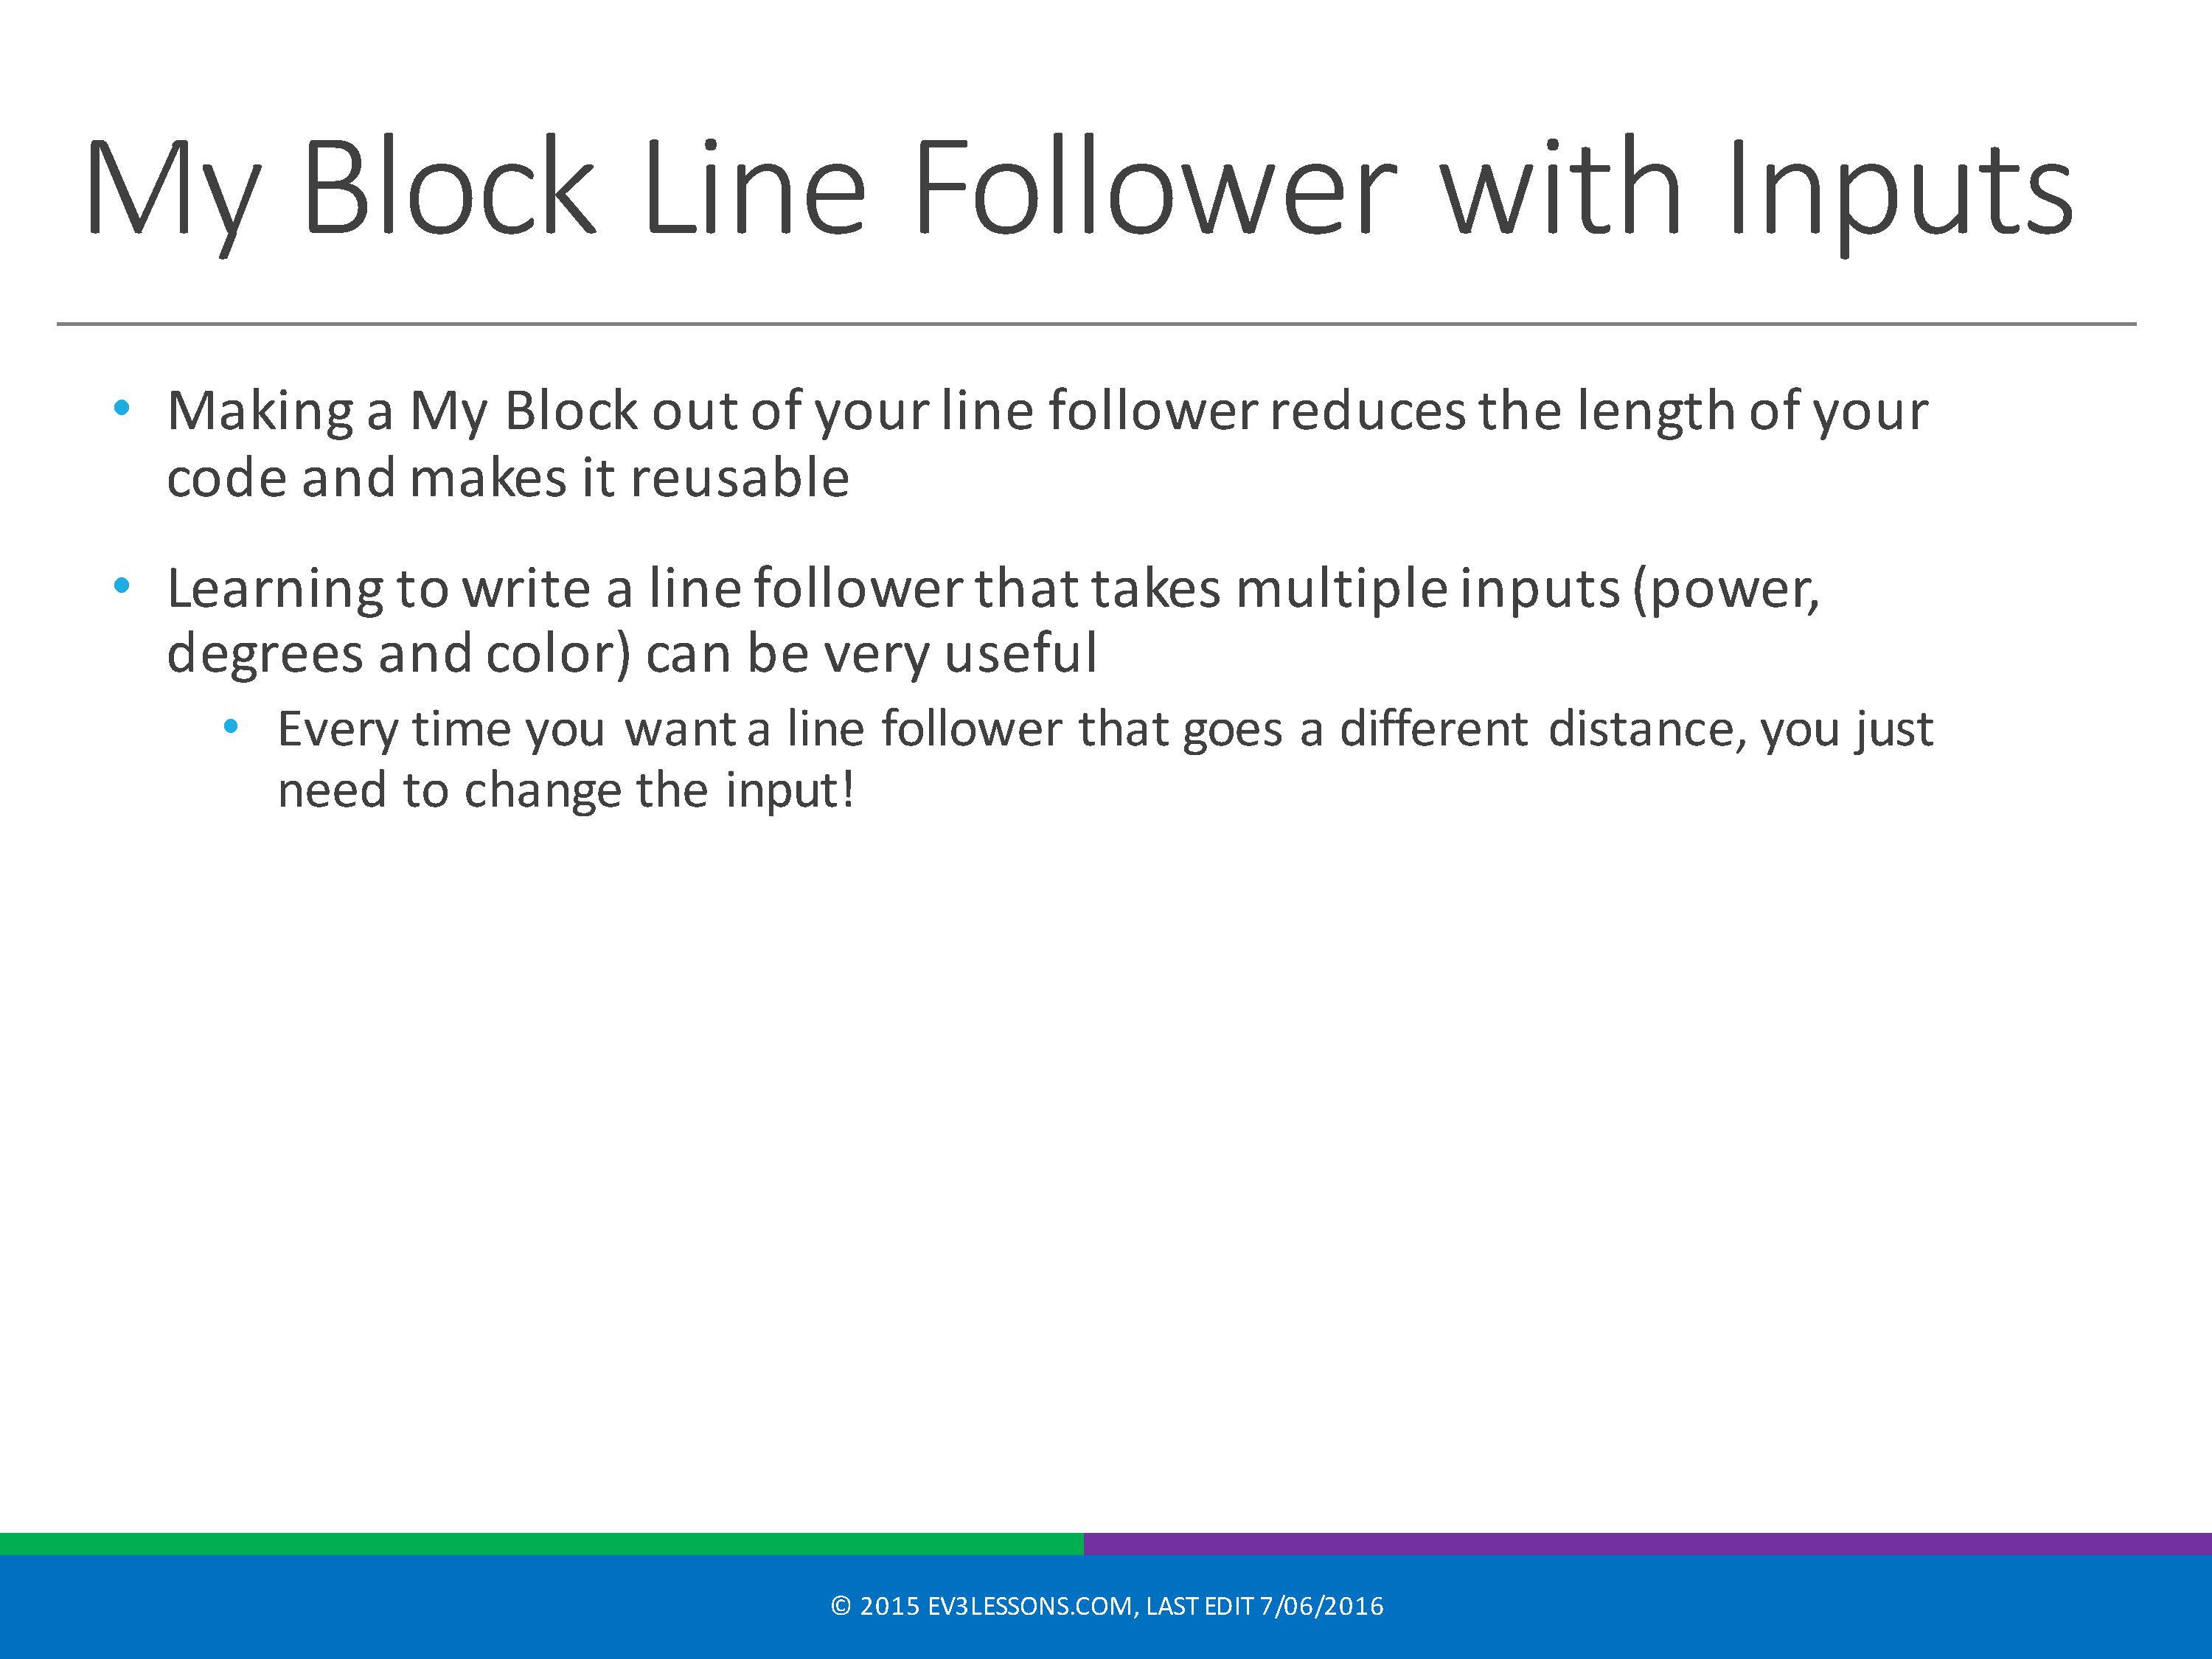 My Block Line Follower with Inputs
• Making a My Block out of your line follower reduces the length of your
code and makes it reusable
• Learning to write a line follower that takes multiple inputs (power,
degrees and color) can be very useful
• Every time you want a line follower that goes a different distance, you just
need to change the input!
© 2015 EV3LESSONS.COM, LAST EDIT 7/06/2016